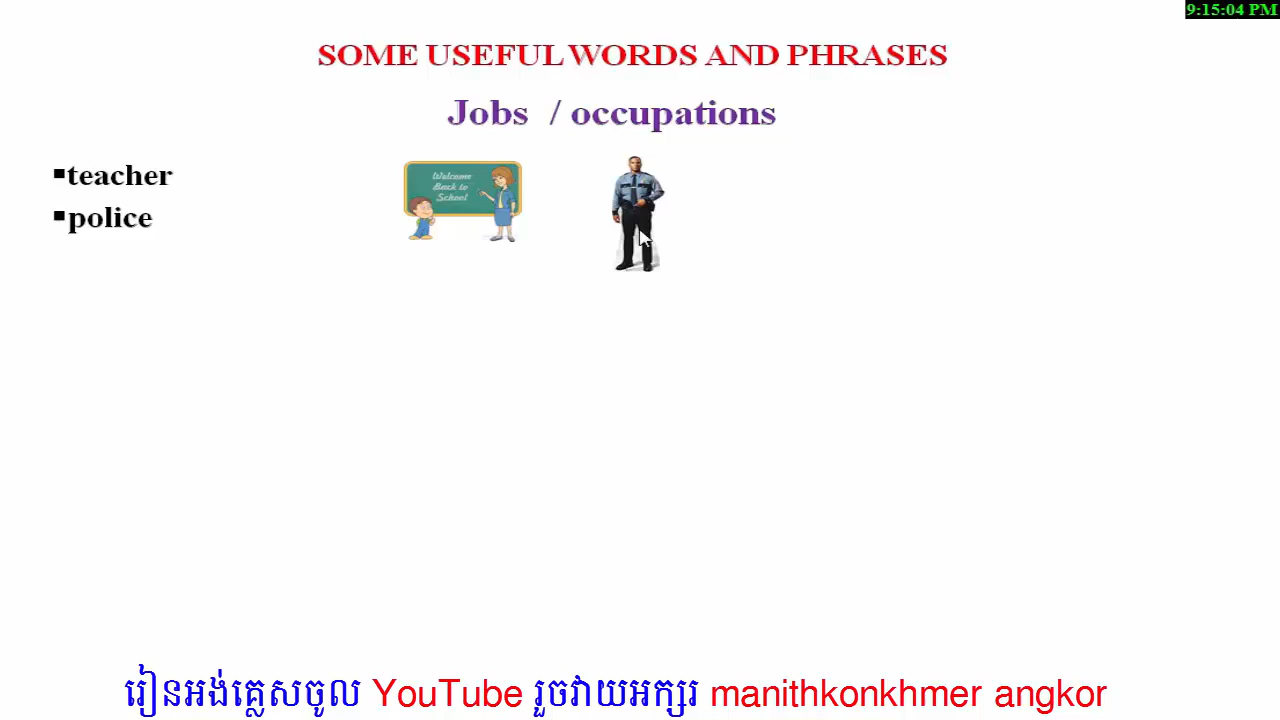 9:15:04 PM
SOME USEFUL WORDS AND PHRASES
Jobs / occupations
▪teacher
▪police
Welcome
Back to
School
រៀនអង់គ្លេសចូល YouTube រួចវាយអក្សរ manithkonkhmer angkor